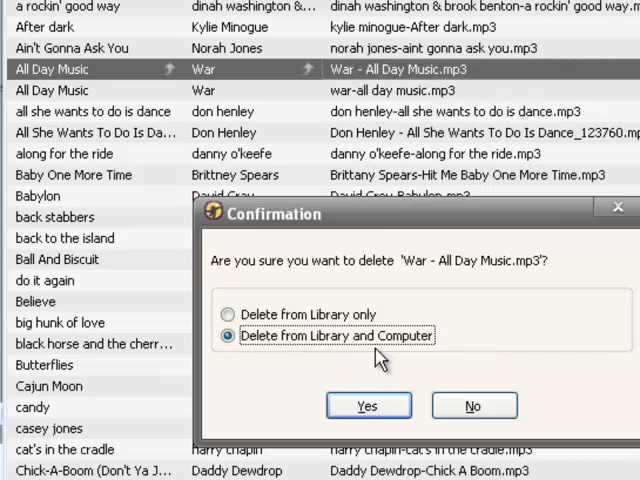 a rockin' good way dinah washington &... dinah washington & brook benton-a rockin' good way.m
After dark Kylie Minogue kylie minogue-After dark.mp3
Ain't Gonna Ask You Norah Jones norah jones-aint gonna ask you.mp3
All Day Music War War - All Day Music.mp3
All Day Music War war-all day music.mp3
all she wants to do is dance don henley don henley-all she wants to do is dance.mp3
All She Wants To Do Is Da... Don Henley Don Henley - All She Wants To Do Is Dance_123760.m
along for the ride danny o'keefe danny o'keefe-along for the ride.mp3
Baby One More Time Brittney Spears Brittany Spears-Hit Me Baby One More Time.mp3
Babylon David Gray David Grey-Babylon.mp3
back stabbers
back to the island
Ball And Biscuit
do it again
Believe
big hunk of love
black horse and the cherr...
Butterflies
Cajun Moon
candy
casey jones
cat's in the cradle harry chapin harry chapin-cat's in the cradle.mp3
Chick-A-Boom (Don't Ya J... Daddy Dewdrop Daddy Dewdrop-Chick A Boom.mp3
Confirmation
Are you sure you want to delete 'War - All Day Music.mp3'?
Delete from Library only
Delete from Library and Computer
Yes No